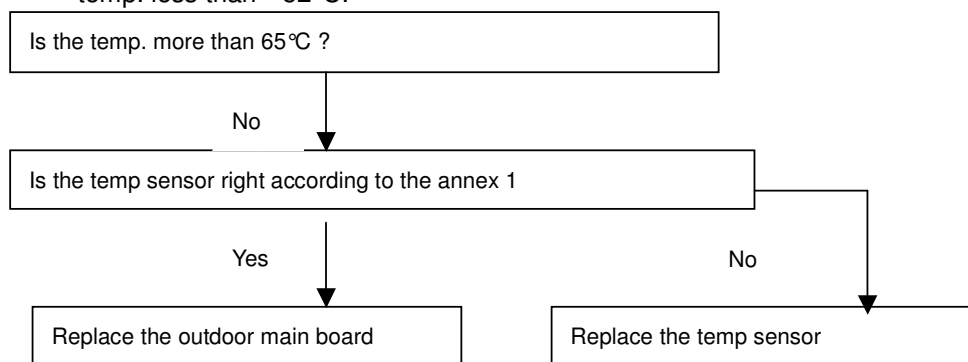 Is the temp. more than 65℃ ?
No
Is the temp sensor right according to the annex 1
Yes
No
Replace the outdoor main board
Replace the temp sensor